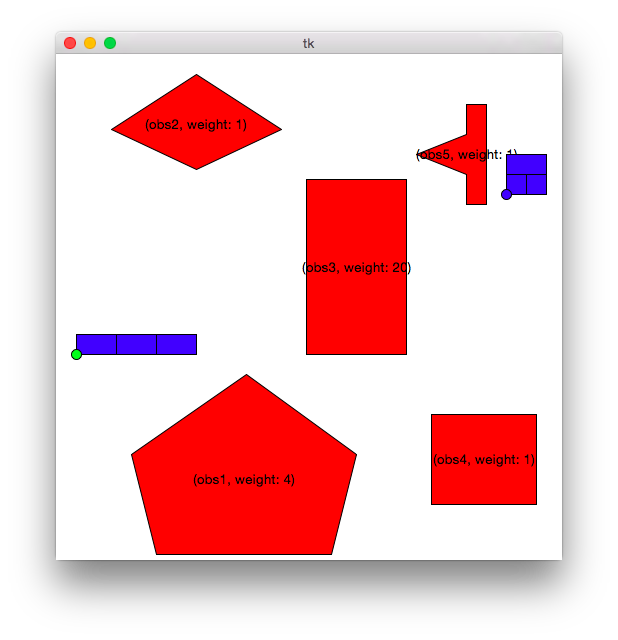 tk
(obs2, weight: 1)
(obs5, weight: 1)
(obs3, weight: 20)
(obs4, weight: 1)
(obs1, weight: 4)